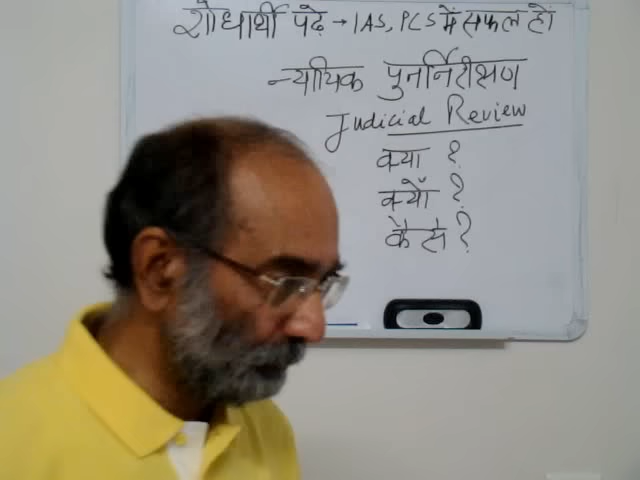 शोधार्थी पढ़े → IAS, PCS में सफल हों
न्यायिक पुनर्निरीक्षण
Judicial Review
क्या ?
क्यों ?
कैसे ?